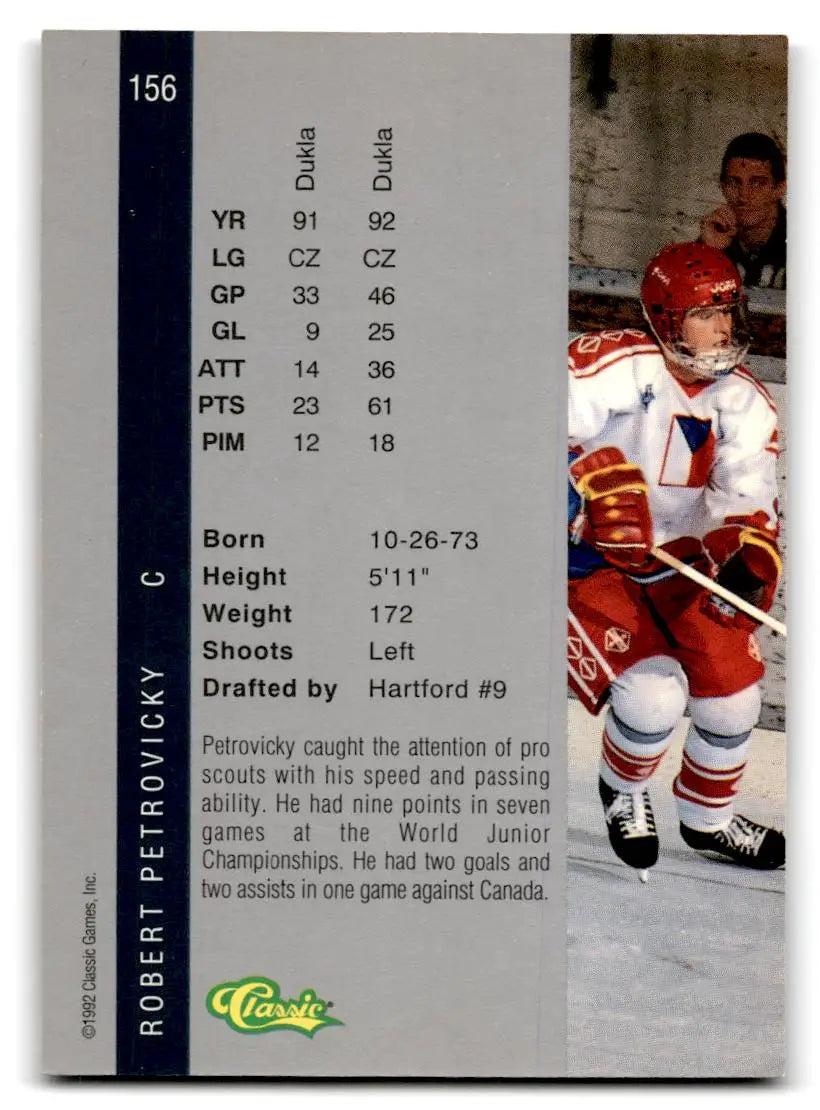 156
Dukla Dukla
YR 91 92
LG CZ CZ
GP 33 46
GL 9 25
ATT 14 36
PTS 23 61
PIM 12 18
Born 10-26-73
Height 5'11"
Weight 172
Shoots Left
Drafted by Hartford #9
Petrovicky caught the attention of pro
scouts with his speed and passing
ability. He had nine points in seven
games at the World Junior
Championships. He had two goals and
two assists in one game against Canada.
Classic
ROBERT PETROVICKY C
©1992 Classic Games, Inc.
JOFA